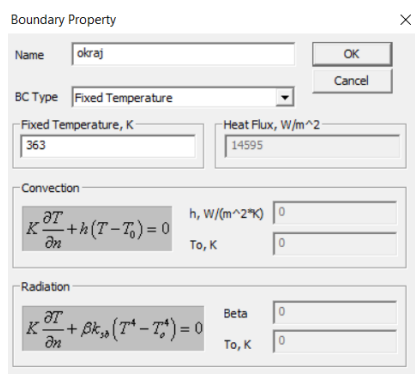 Boundary Property
Name
okraj
OK
Cancel
BC Type
Fixed Temperature
Fixed Temperature, K
363
Heat Flux, W/m^2
14595
Convection
K ∂T/∂n + h(T − T₀) = 0
h, W/(m^2*K)
0
To, K
0
Radiation
K ∂T/∂n + βkₛb(T⁴ − Tₒ⁴) = 0
Beta
0
To, K
0